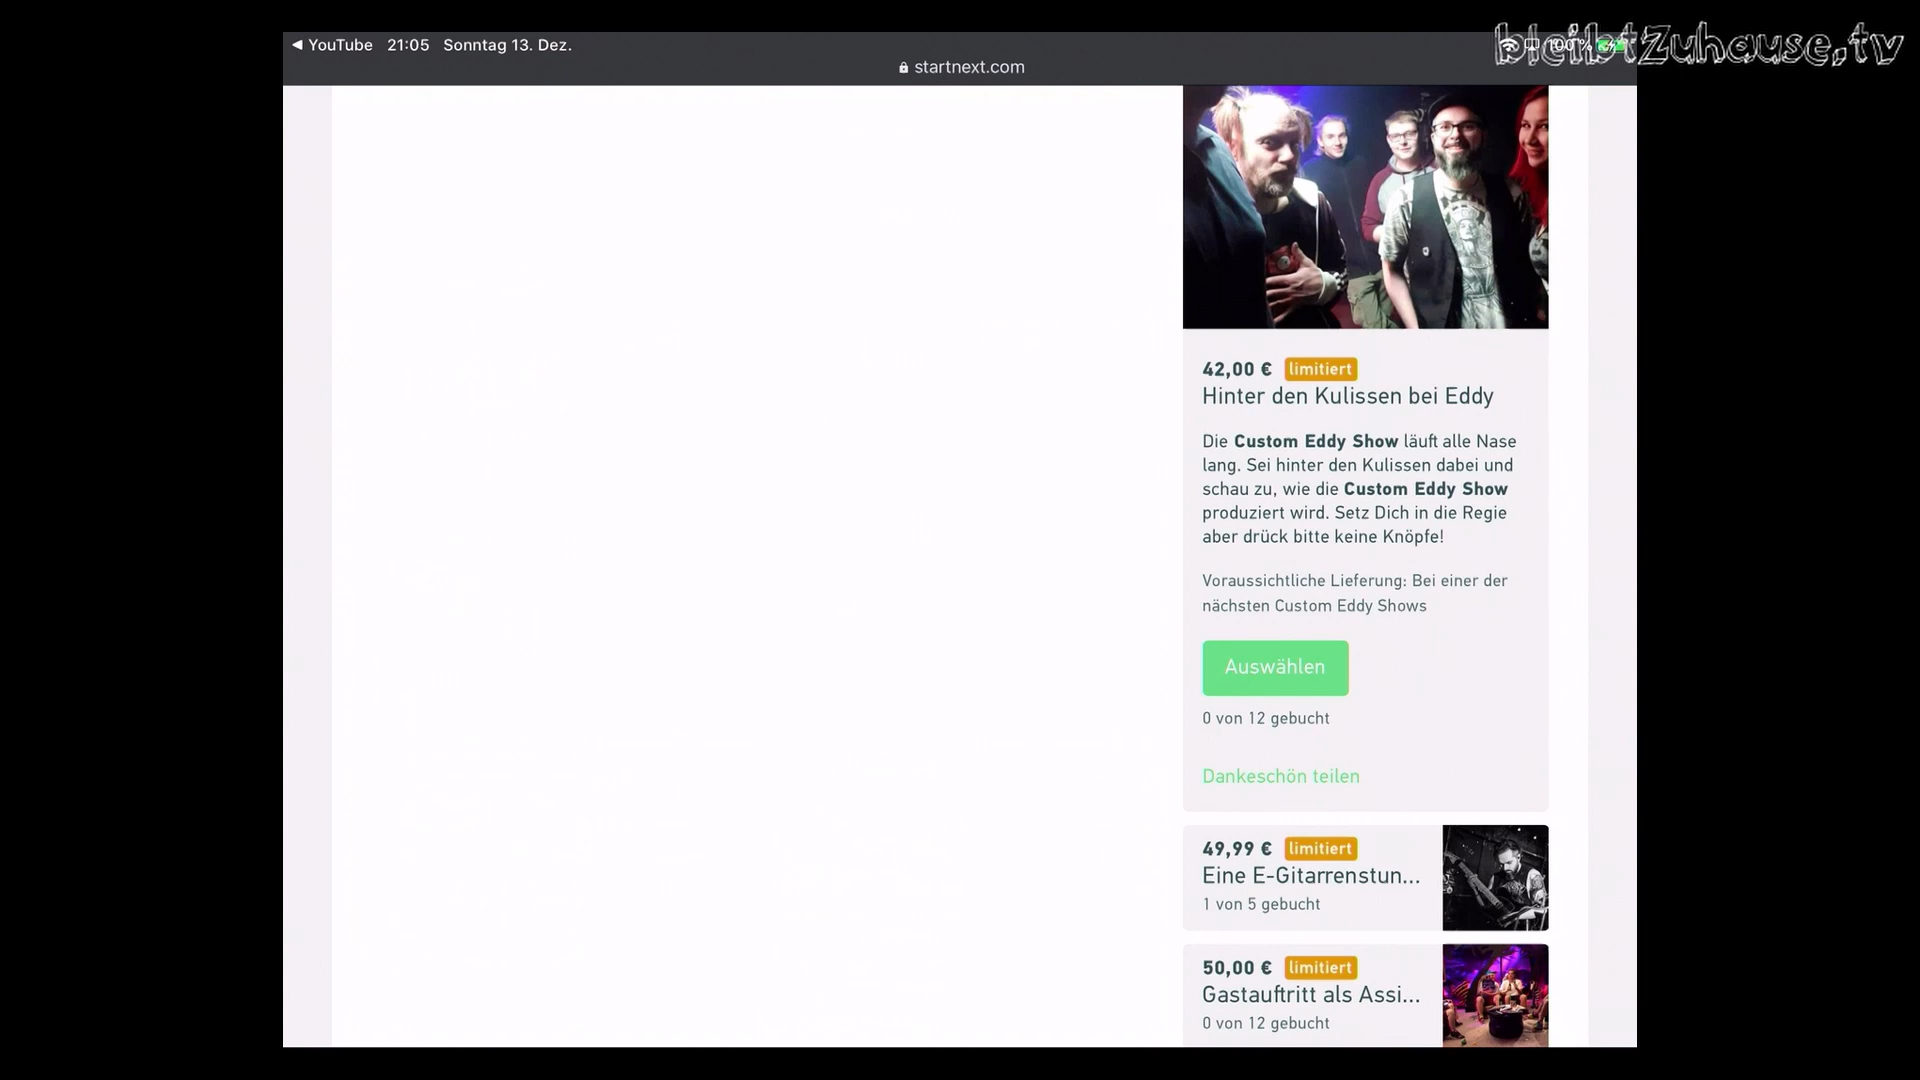 ◀ YouTube 21:05 Sonntag 13. Dez.
100 %
bleibtZuhause.tv
startnext.com
42,00 € limitiert
Hinter den Kulissen bei Eddy
Die Custom Eddy Show läuft alle Nase
lang. Sei hinter den Kulissen dabei und
schau zu, wie die Custom Eddy Show
produziert wird. Setz Dich in die Regie
aber drück bitte keine Knöpfe!
Voraussichtliche Lieferung: Bei einer der
nächsten Custom Eddy Shows
Auswählen
0 von 12 gebucht
Dankeschön teilen
49,99 € limitiert
Eine E-Gitarrenstun...
1 von 5 gebucht
50,00 € limitiert
Gastauftritt als Assi...
0 von 12 gebucht